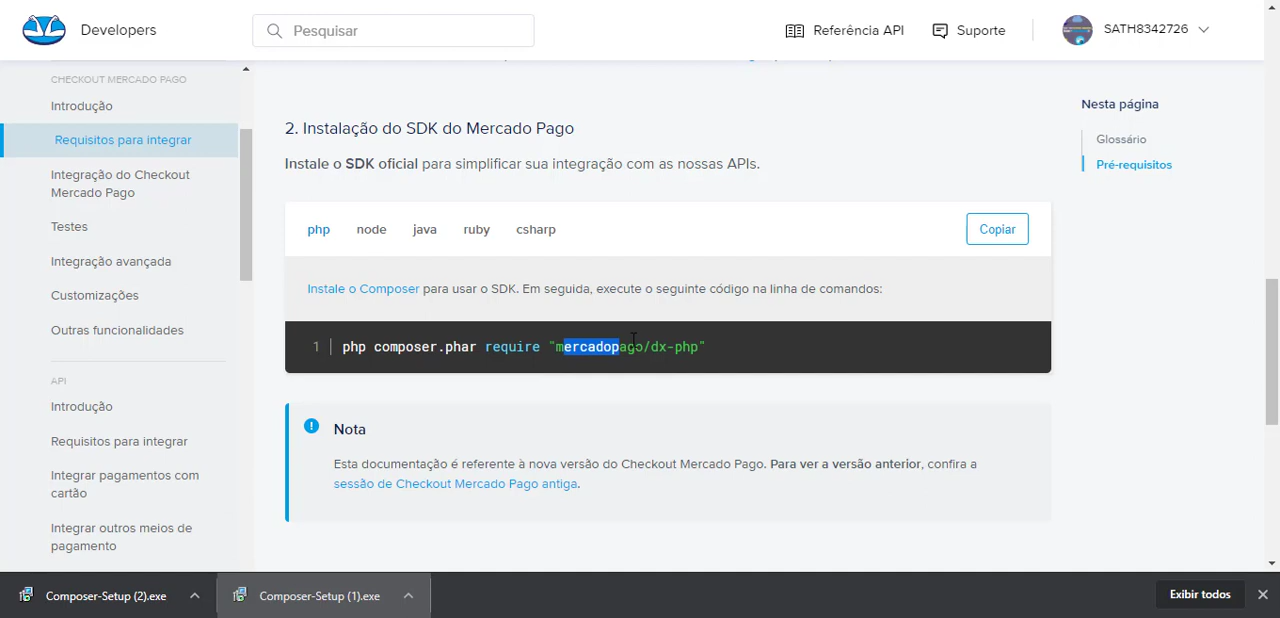 Developers
Pesquisar
Referência API
Suporte
SATH8342726
CHECKOUT MERCADO PAGO
Introdução
Requisitos para integrar
Integração do Checkout
Mercado Pago
Testes
Integração avançada
Customizações
Outras funcionalidades
API
Introdução
Requisitos para integrar
Integrar pagamentos com
cartão
Integrar outros meios de
pagamento
2. Instalação do SDK do Mercado Pago
Instale o SDK oficial para simplificar sua integração com as nossas APIs.
php node java ruby csharp
Copiar
Instale o Composer para usar o SDK. Em seguida, execute o seguinte código na linha de comandos:
1 php composer.phar require "mercadopago/dx-php"
Nota
Esta documentação é referente à nova versão do Checkout Mercado Pago. Para ver a versão anterior, confira a
sessão de Checkout Mercado Pago antiga.
Nesta página
Glossário
Pré-requisitos
Composer-Setup (2).exe
Composer-Setup (1).exe
Exibir todos